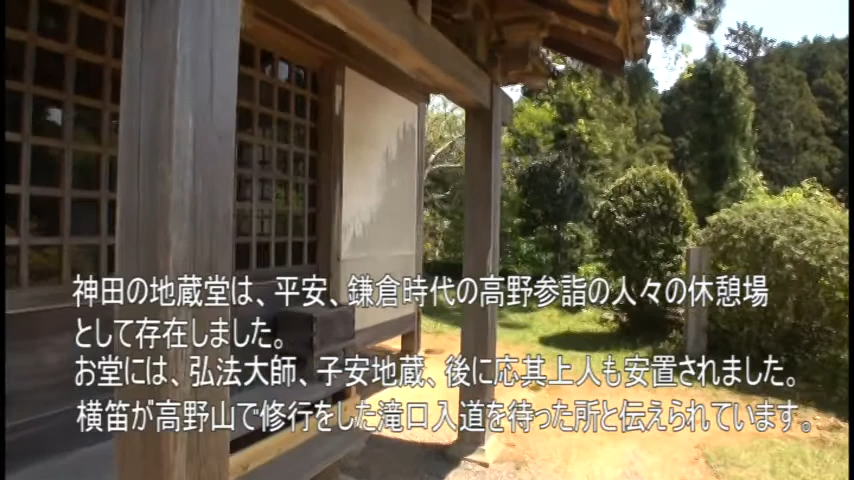 神田の地蔵堂は、平安、鎌倉時代の高野参詣の人々の休憩場
として存在しました。
お堂には、弘法大師、子安地蔵、後に応其上人も安置されました。
横笛が高野山で修行をした滝口入道を待った所と伝えられています。